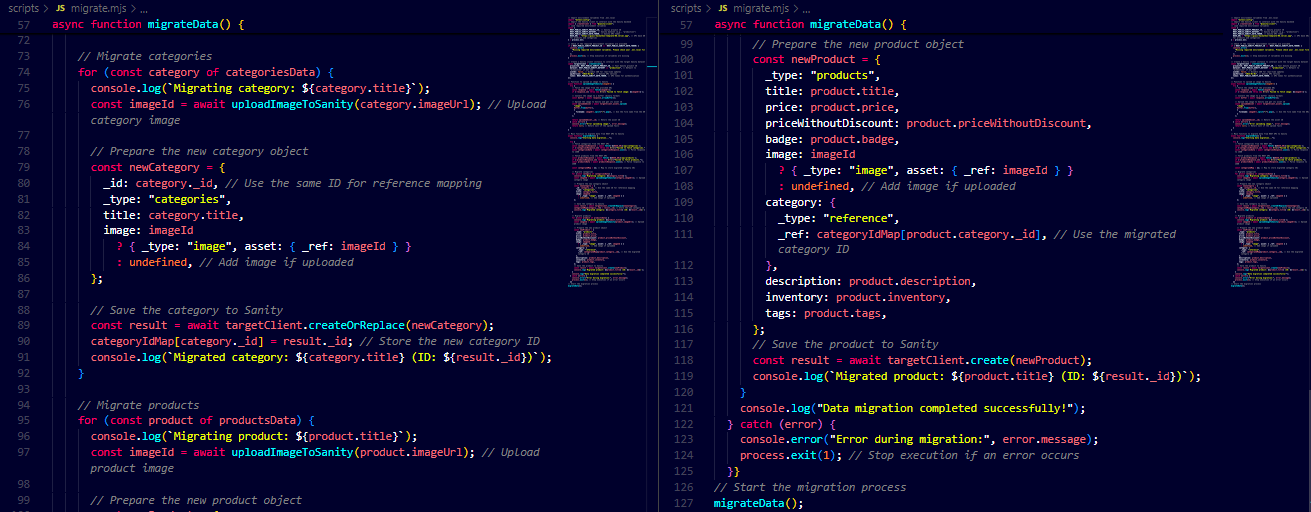 scripts > JS migrate.mjs > ...
57 async function migrateData() {
72
73 // Migrate categories
74 for (const category of categoriesData) {
75 console.log(`Migrating category: ${category.title}`);
76 const imageId = await uploadImageToSanity(category.imageUrl); // Upload
category image
77
78 // Prepare the new category object
79 const newCategory = {
80 _id: category._id, // Use the same ID for reference mapping
81 _type: "categories",
82 title: category.title,
83 image: imageId
84 ? { _type: "image", asset: { _ref: imageId } }
85 : undefined, // Add image if uploaded
86 };
87
88 // Save the category to Sanity
89 const result = await targetClient.createOrReplace(newCategory);
90 categoryIdMap[category._id] = result._id; // Store the new category ID
91 console.log(`Migrated category: ${category.title} (ID: ${result._id})`);
92 }
93
94 // Migrate products
95 for (const product of productsData) {
96 console.log(`Migrating product: ${product.title}`);
97 const imageId = await uploadImageToSanity(product.imageUrl); // Upload
product image
98
99 // Prepare the new product object
scripts > JS migrate.mjs > ...
57 async function migrateData() {
99 // Prepare the new product object
100 const newProduct = {
101 _type: "products",
102 title: product.title,
103 price: product.price,
104 priceWithoutDiscount: product.priceWithoutDiscount,
105 badge: product.badge,
106 image: imageId
107 ? { _type: "image", asset: { _ref: imageId } }
108 : undefined, // Add image if uploaded
109 category: {
110 _type: "reference",
111 _ref: categoryIdMap[product.category._id], // Use the migrated
category ID
112 },
113 description: product.description,
114 inventory: product.inventory,
115 tags: product.tags,
116 };
117 // Save the product to Sanity
118 const result = await targetClient.create(newProduct);
119 console.log(`Migrated product: ${product.title} (ID: ${result._id})`);
120 }
121 console.log("Data migration completed successfully!");
122 } catch (error) {
123 console.error("Error during migration:", error.message);
124 process.exit(1); // Stop execution if an error occurs
125 }}
126 // Start the migration process
127 migrateData();